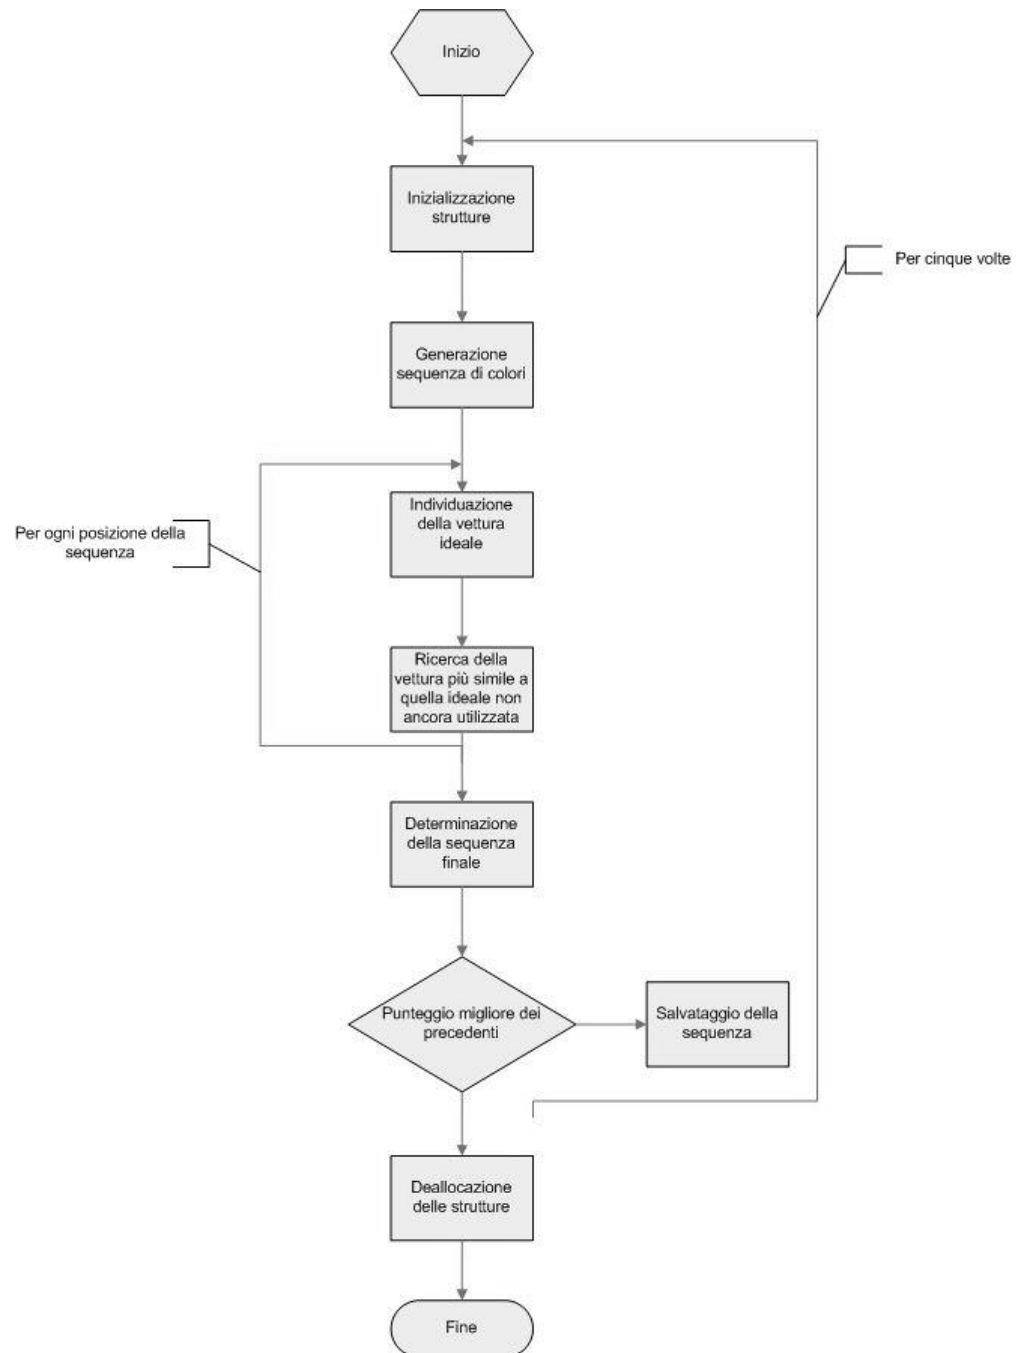 Inizio
Inizializzazione
strutture
Per cinque volte
Generazione
sequenza di colori
Individuazione
della vettura
ideale
Per ogni posizione della
sequenza
Ricerca della
vettura più simile a
quella ideale non
ancora utilizzata
Determinazione
della sequenza
finale
Punteggio migliore dei
precedenti
Salvataggio della
sequenza
Deallocazione
delle strutture
Fine